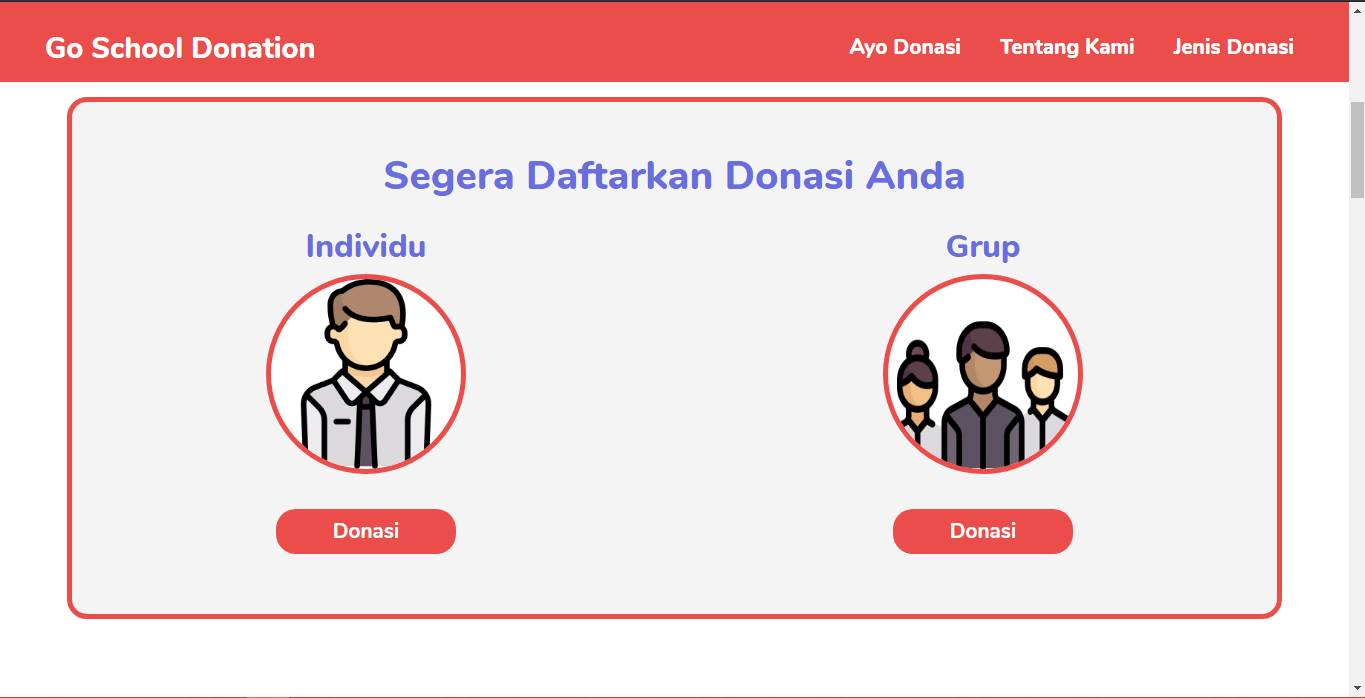 Go School Donation
Ayo Donasi
Tentang Kami
Jenis Donasi
Segera Daftarkan Donasi Anda
Individu
Grup
Donasi
Donasi